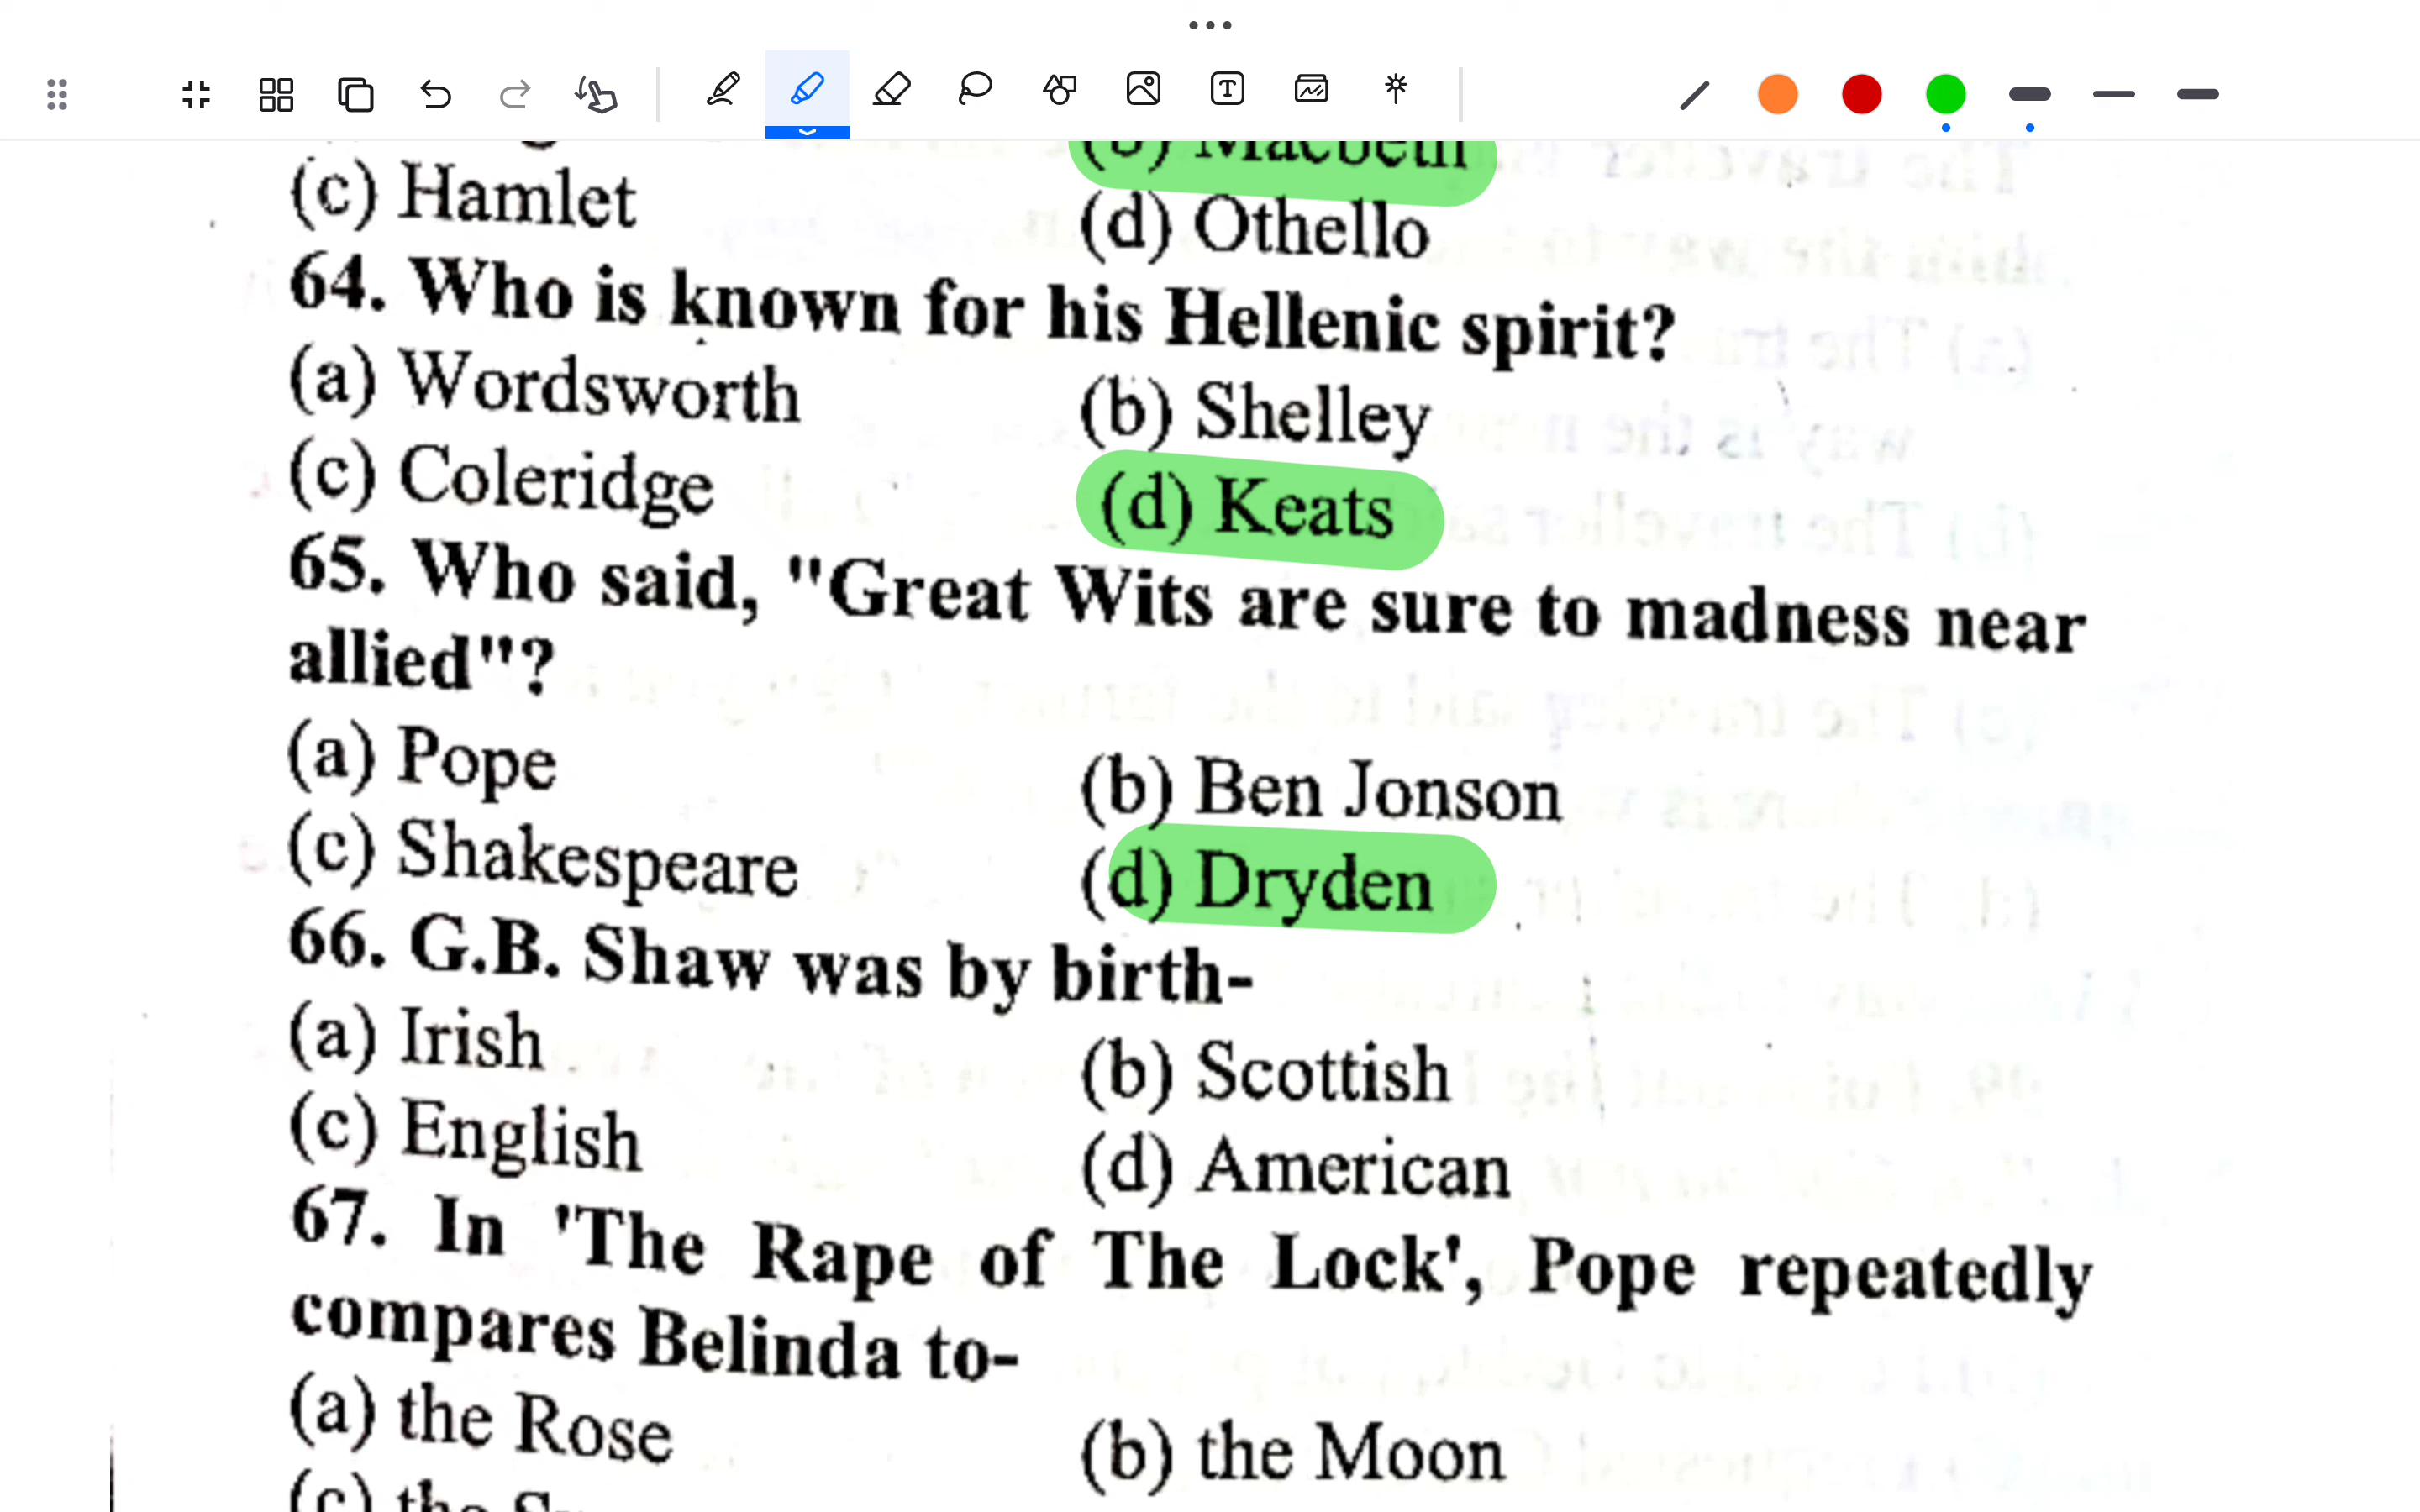 (b) Macbeth
(c) Hamlet
(d) Othello
64. Who is known for his Hellenic spirit?
(a) Wordsworth
(b) Shelley
(c) Coleridge
(d) Keats
65. Who said, "Great Wits are sure to madness near
allied"?
(a) Pope
(b) Ben Jonson
(c) Shakespeare
(d) Dryden
66. G.B. Shaw was by birth-
(a) Irish
(b) Scottish
(c) English
(d) American
67. In 'The Rape of The Lock', Pope repeatedly
compares Belinda to-
(a) the Rose
(b) the Moon
(c) the